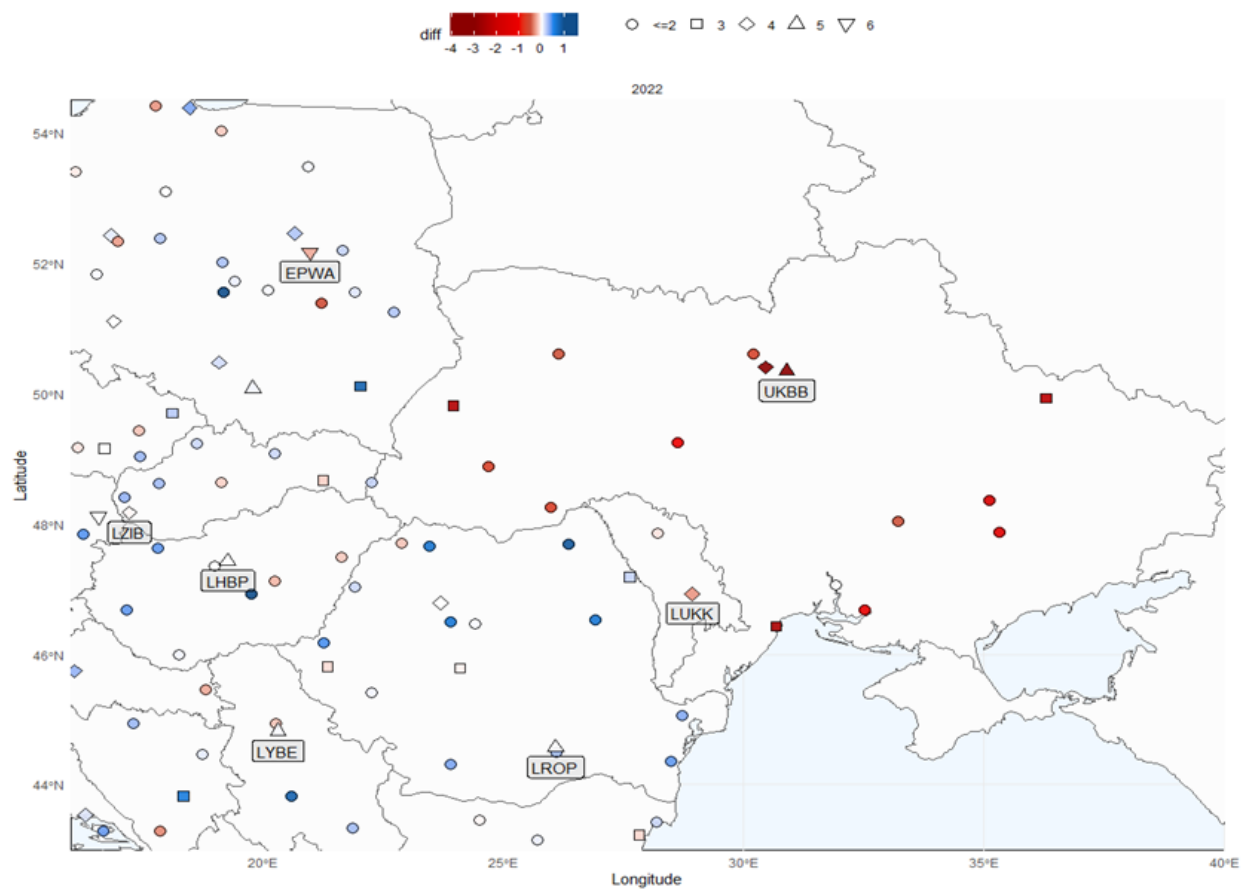 diff
-4 -3 -2 -1 0 1
<=2 3 4 5 6
2022
54°N
52°N
50°N
48°N
46°N
44°N
Latitude
EPWA
UKBB
LZIB
LHBP
LUKK
LYBE
LROP
20°E 25°E 30°E 35°E 40°E
Longitude